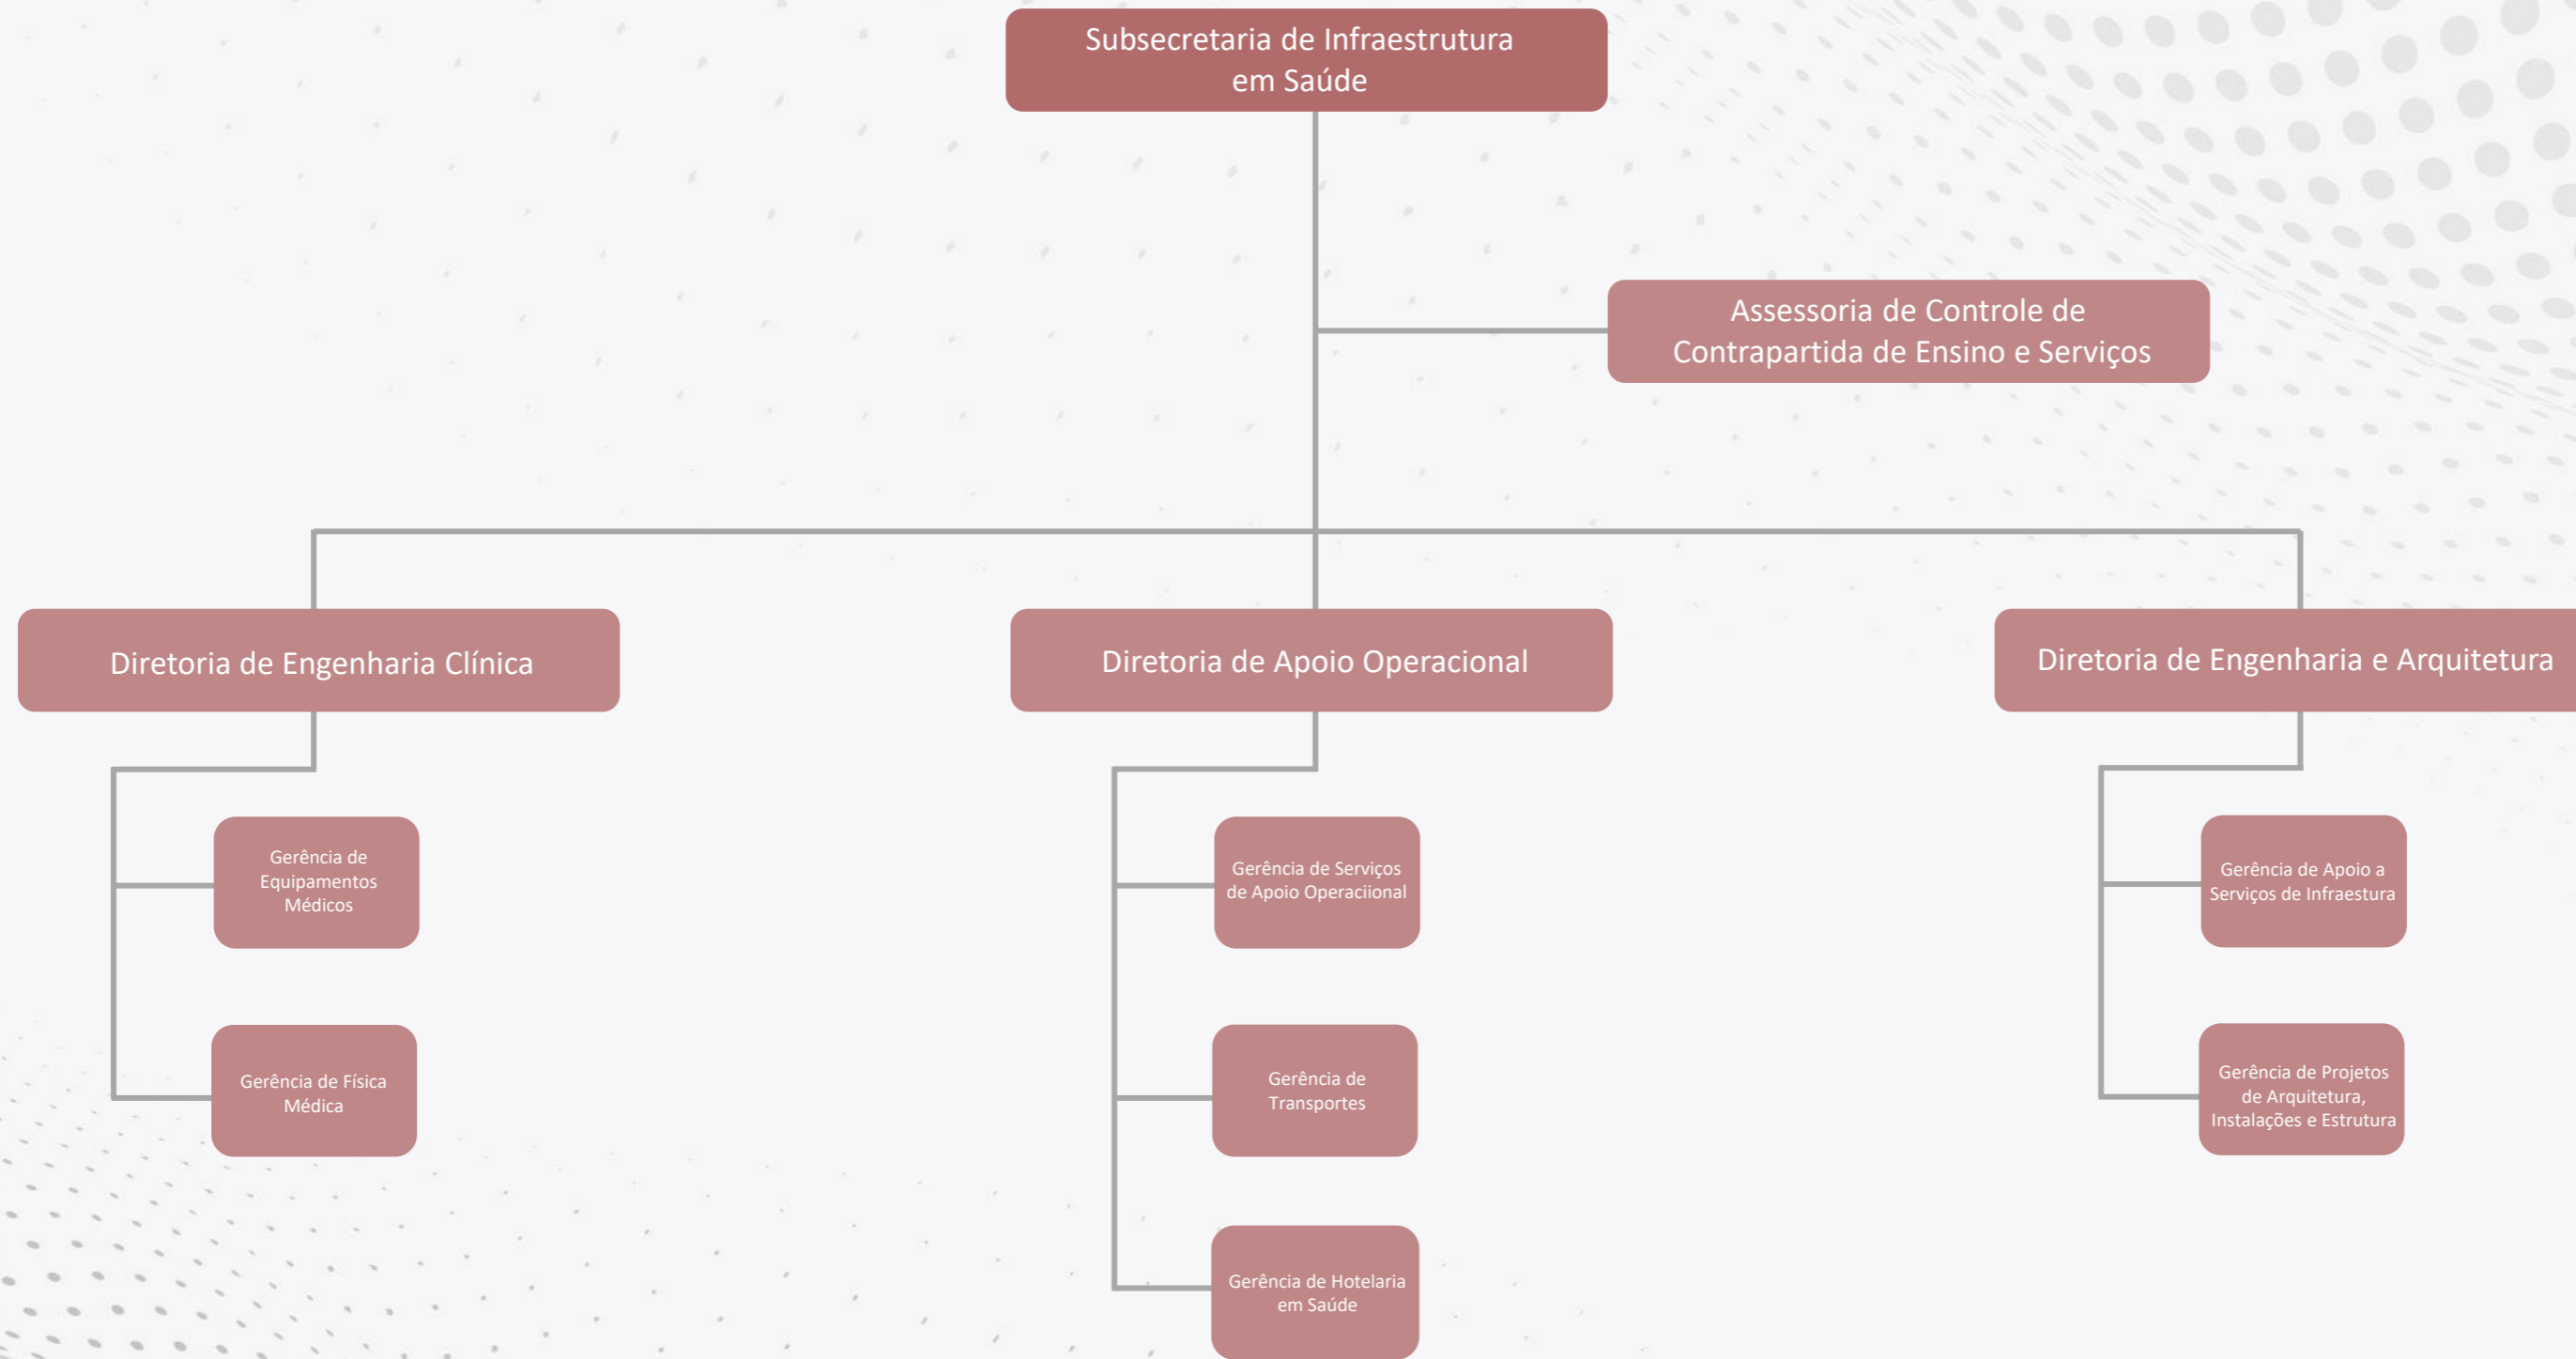 Subsecretaria de Infraestrutura
em Saúde
Assessoria de Controle de
Contrapartida de Ensino e Serviços
Diretoria de Engenharia Clínica
Diretoria de Apoio Operacional
Diretoria de Engenharia e Arquitetura
Gerência de
Equipamentos
Médicos
Gerência de Física
Médica
Gerência de Serviços
de Apoio Operaciional
Gerência de
Transportes
Gerência de Hotelaria
em Saúde
Gerência de Apoio a
Serviços de Infraestura
Gerência de Projetos
de Arquitetura,
Instalações e Estrutura